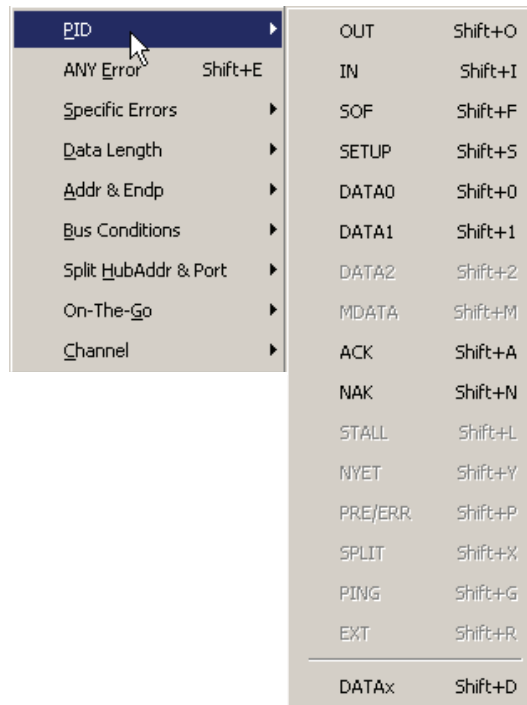 PID
ANY Error Shift+E
Specific Errors
Data Length
Addr & Endp
Bus Conditions
Split HubAddr & Port
On-The-Go
Channel
OUT Shift+O
IN Shift+I
SOF Shift+F
SETUP Shift+S
DATA0 Shift+0
DATA1 Shift+1
DATA2 Shift+2
MDATA Shift+M
ACK Shift+A
NAK Shift+N
STALL Shift+L
NYET Shift+Y
PRE/ERR Shift+P
SPLIT Shift+X
PING Shift+G
EXT Shift+R
DATAx Shift+D